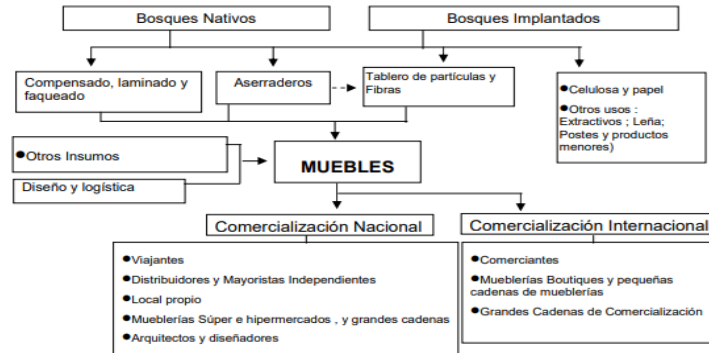 Bosques Nativos
Bosques Implantados
Compensado, laminado y
faqueado
Aserraderos
Tablero de partículas y
Fibras
●Celulosa y papel
●Otros usos :
Extractivos ; Leña;
Postes y productos
menores)
●Otros Insumos
Diseño y logística
MUEBLES
Comercialización Nacional
Comercialización Internacional
●Viajantes
●Distribuidores y Mayoristas Independientes
●Local propio
●Mueblerías Súper e hipermercados , y grandes cadenas
●Arquitectos y diseñadores
●Comerciantes
●Mueblerías Boutiques y pequeñas
cadenas de mueblerías
●Grandes Cadenas de Comercialización